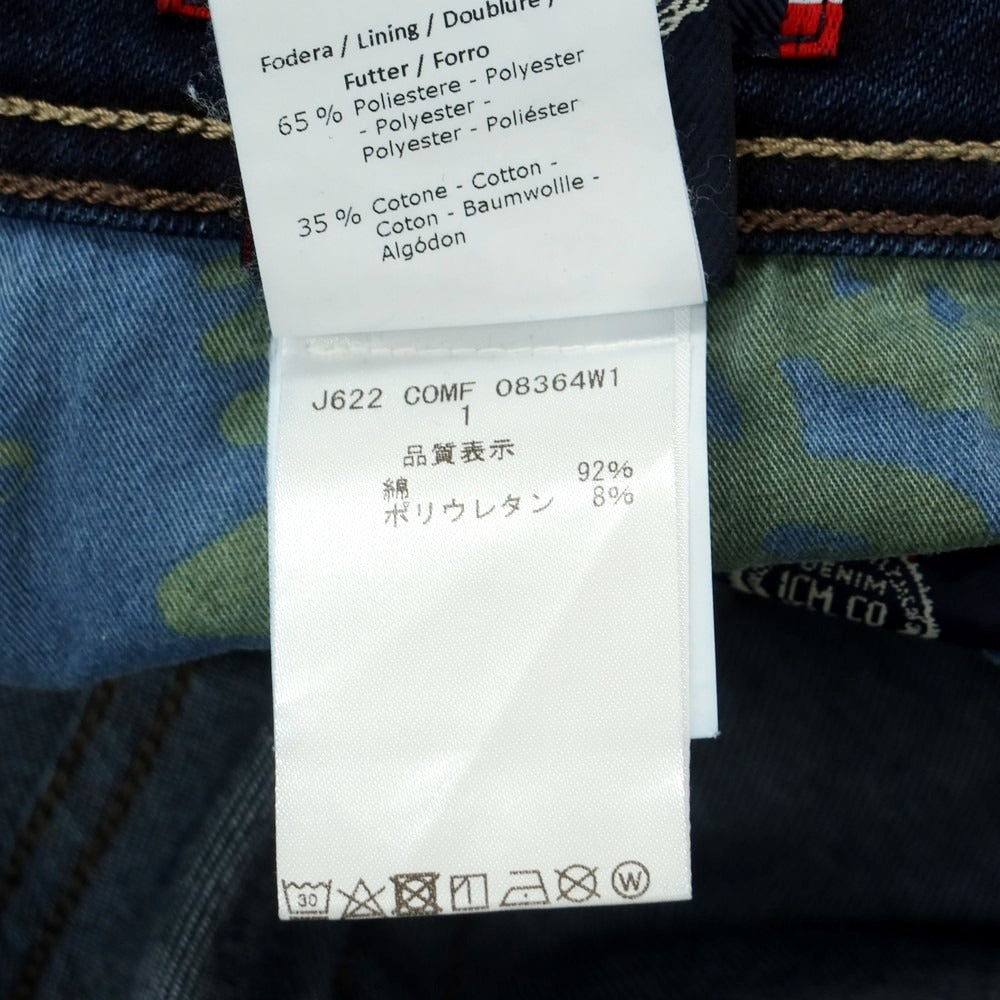 Fodera / Lining / Doublure /
Futter / Forro
65 % Poliestere - Polyester
- Polyester -
Polyester - Poliéster
35 % Cotone - Cotton -
Coton - Baumwollle -
Algódon
J622 COMF 08364W1
1
品質表示
綿 92%
ポリウレタン 8%
30
W
DENIM
ICM CO